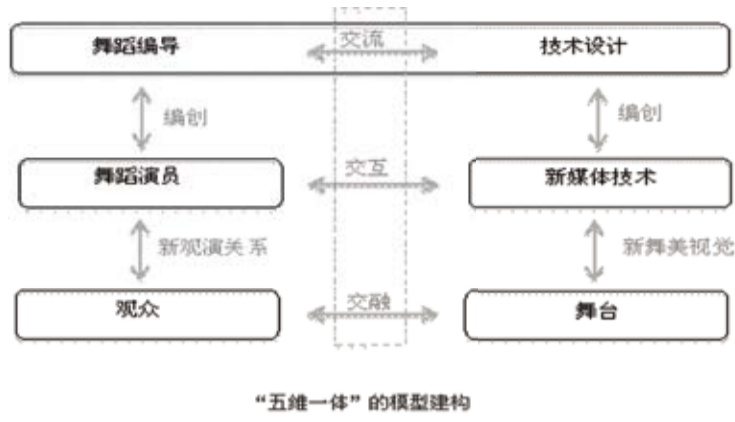 舞蹈编导 交流 技术设计
编创 编创
舞蹈演员 交互 新媒体技术
新观演关系 新舞美视觉
观众 交融 舞台
“五维一体”的模型建构